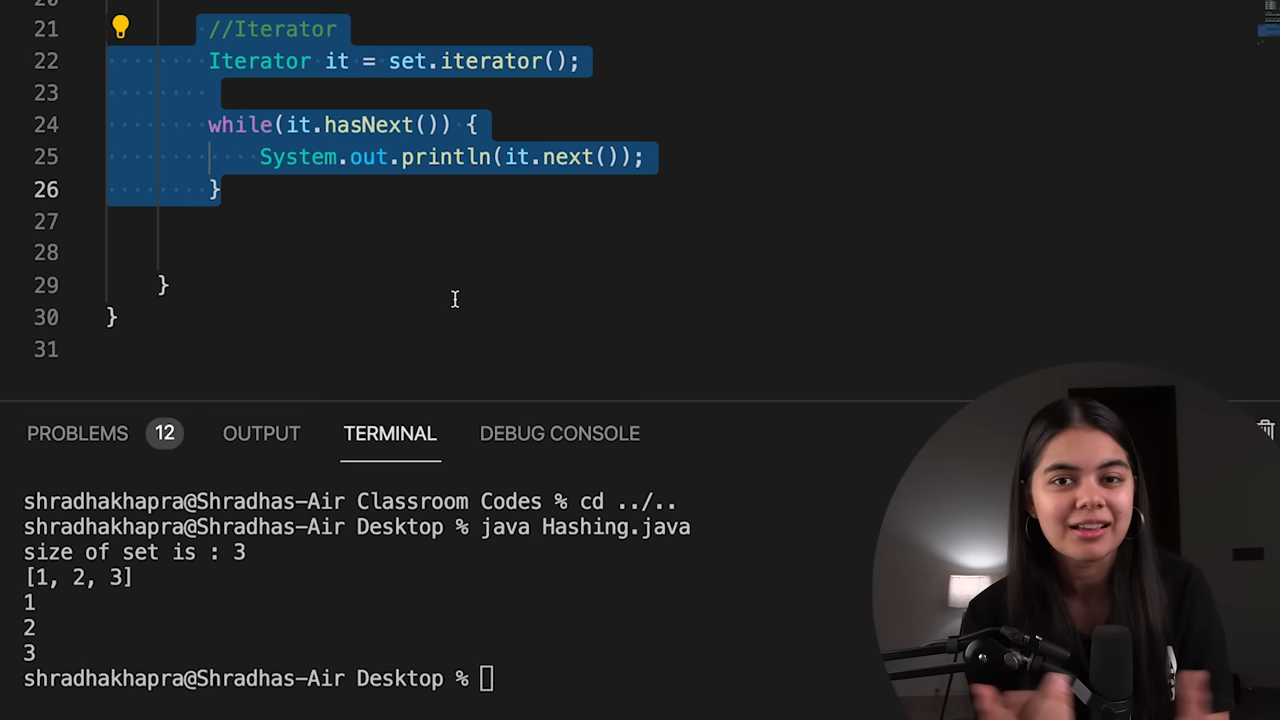 20
21 //Iterator
22 Iterator it = set.iterator();
23
24 while(it.hasNext()) {
25 System.out.println(it.next());
26 }
27
28
29 }
30 }
31
PROBLEMS 12 OUTPUT TERMINAL DEBUG CONSOLE
shradhakhapra@Shradhas-Air Classroom Codes % cd ../..
shradhakhapra@Shradhas-Air Desktop % java Hashing.java
size of set is : 3
[1, 2, 3]
1
2
3
shradhakhapra@Shradhas-Air Desktop %